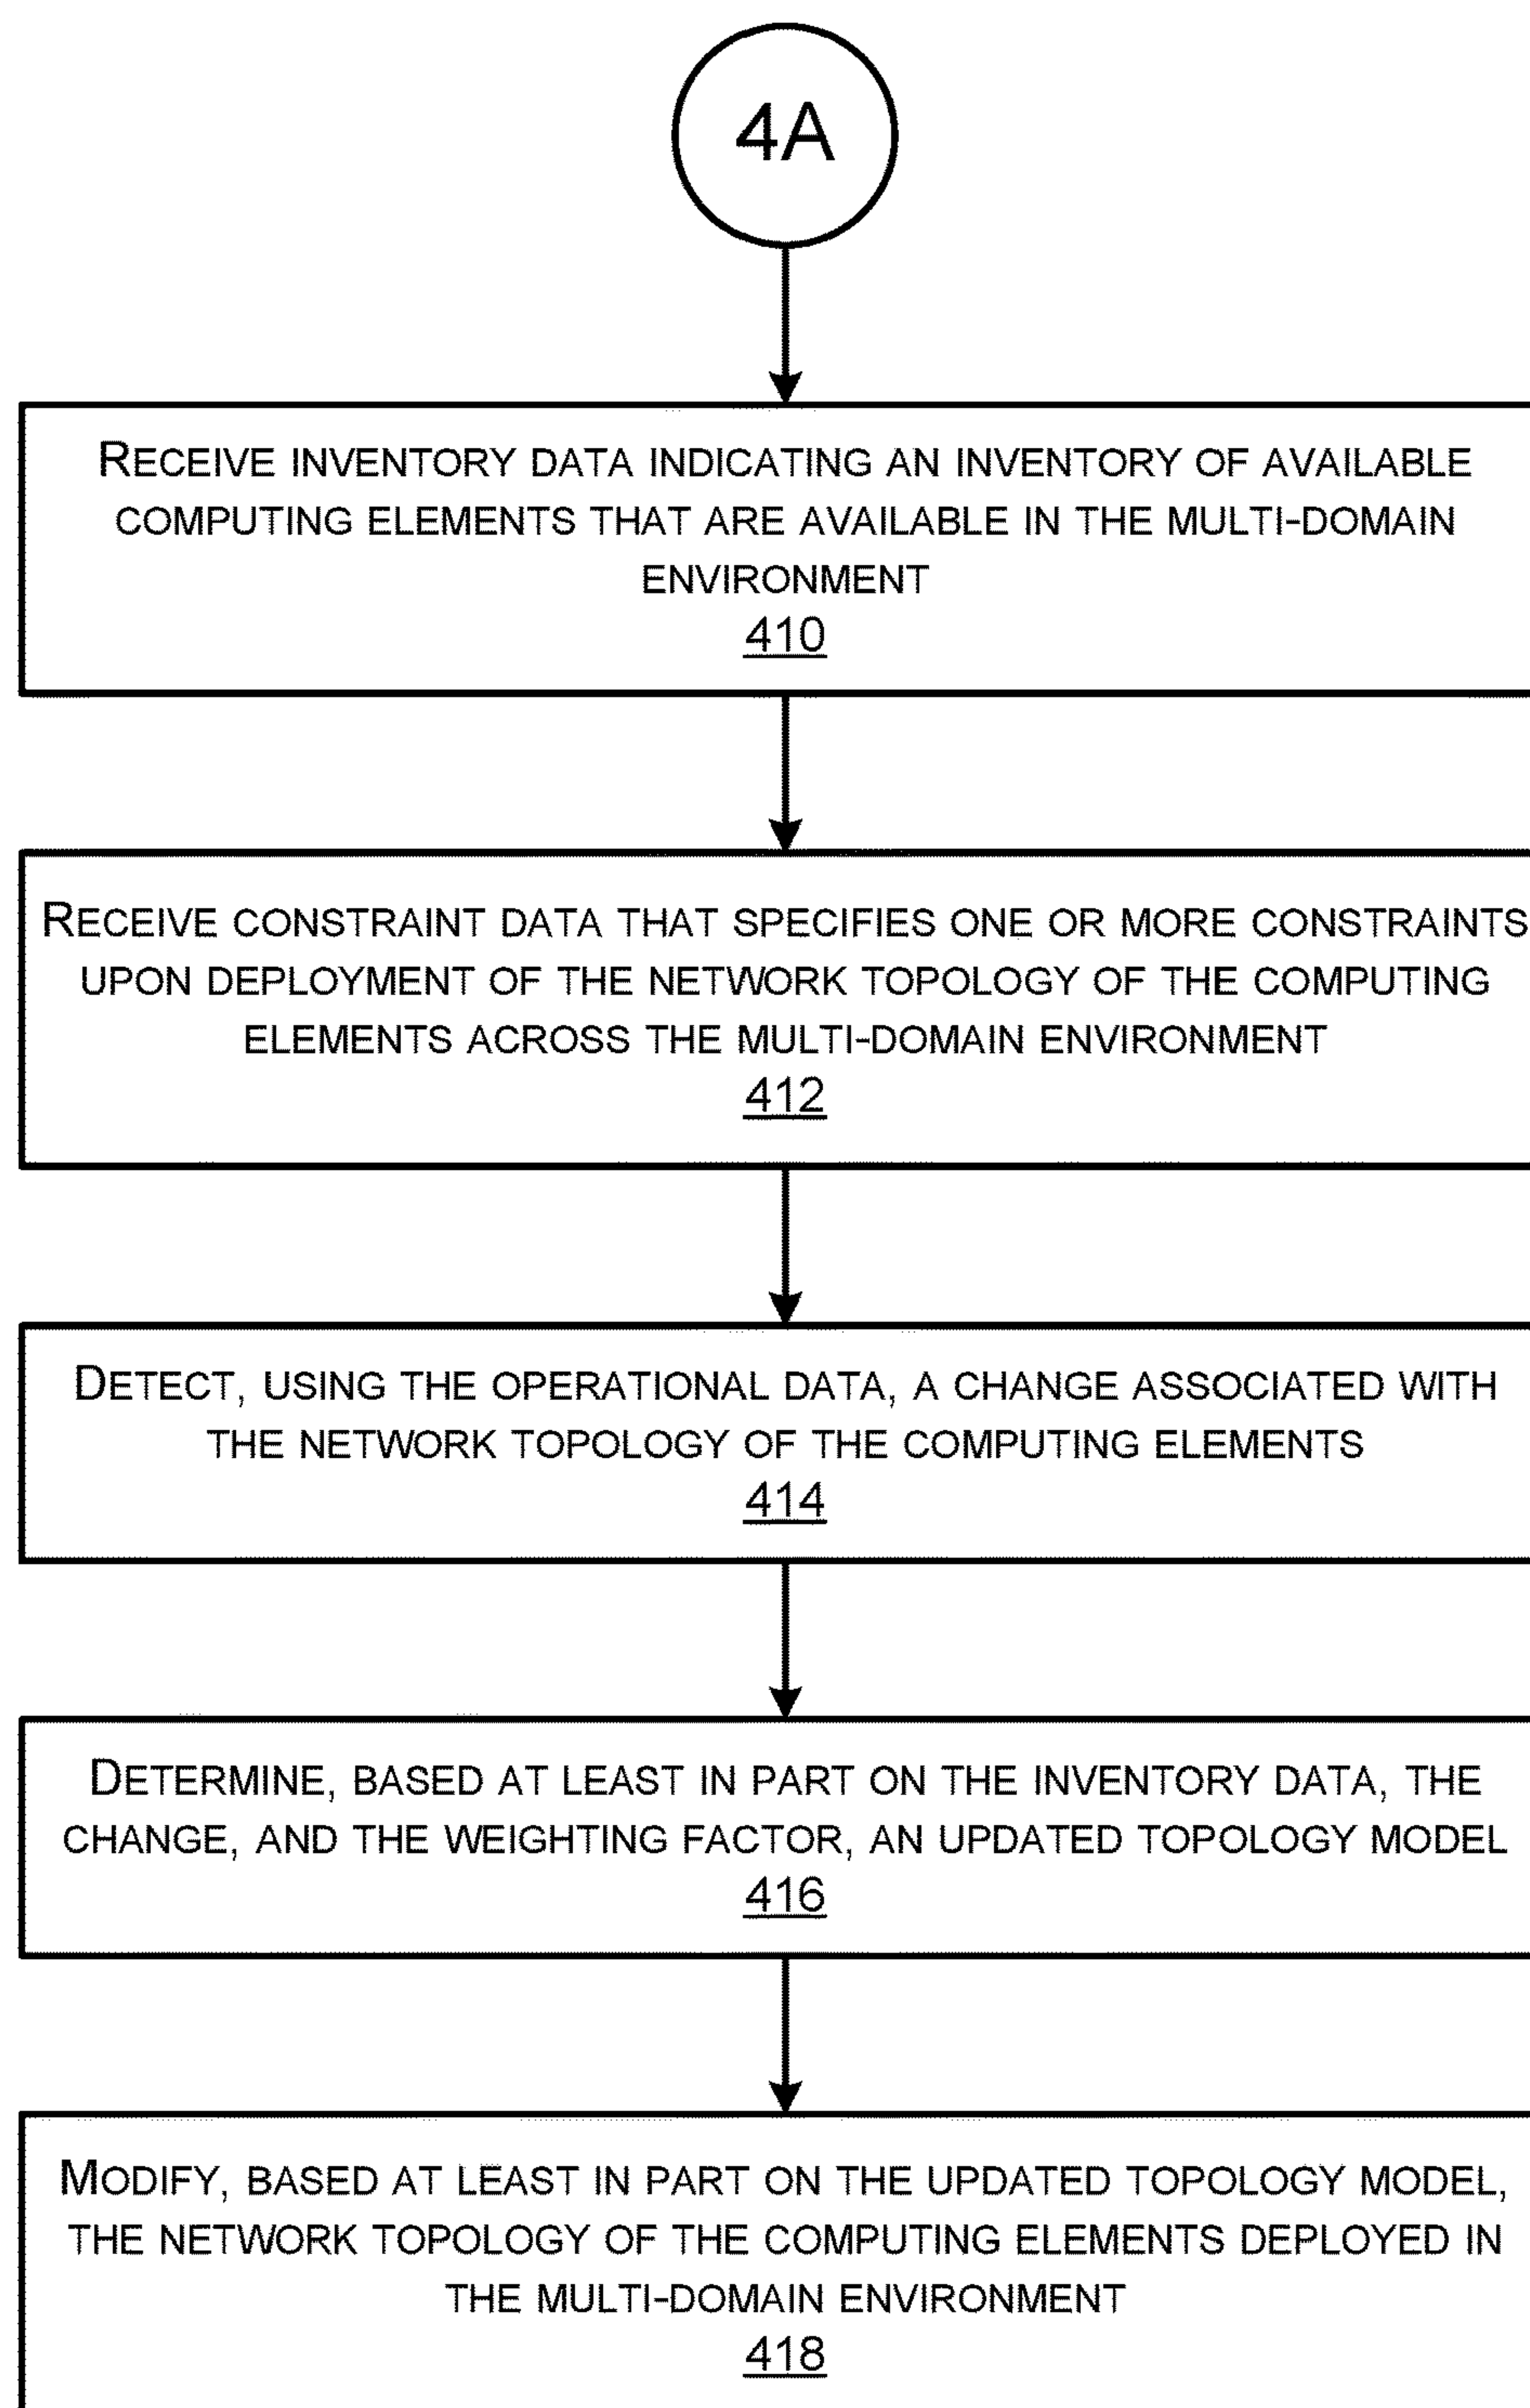 4A
RECEIVE INVENTORY DATA INDICATING AN INVENTORY OF AVAILABLE
COMPUTING ELEMENTS THAT ARE AVAILABLE IN THE MULTI-DOMAIN
ENVIRONMENT
410
RECEIVE CONSTRAINT DATA THAT SPECIFIES ONE OR MORE CONSTRAINTS
UPON DEPLOYMENT OF THE NETWORK TOPOLOGY OF THE COMPUTING
ELEMENTS ACROSS THE MULTI-DOMAIN ENVIRONMENT
412
DETECT, USING THE OPERATIONAL DATA, A CHANGE ASSOCIATED WITH
THE NETWORK TOPOLOGY OF THE COMPUTING ELEMENTS
414
DETERMINE, BASED AT LEAST IN PART ON THE INVENTORY DATA, THE
CHANGE, AND THE WEIGHTING FACTOR, AN UPDATED TOPOLOGY MODEL
416
MODIFY, BASED AT LEAST IN PART ON THE UPDATED TOPOLOGY MODEL,
THE NETWORK TOPOLOGY OF THE COMPUTING ELEMENTS DEPLOYED IN
THE MULTI-DOMAIN ENVIRONMENT
418